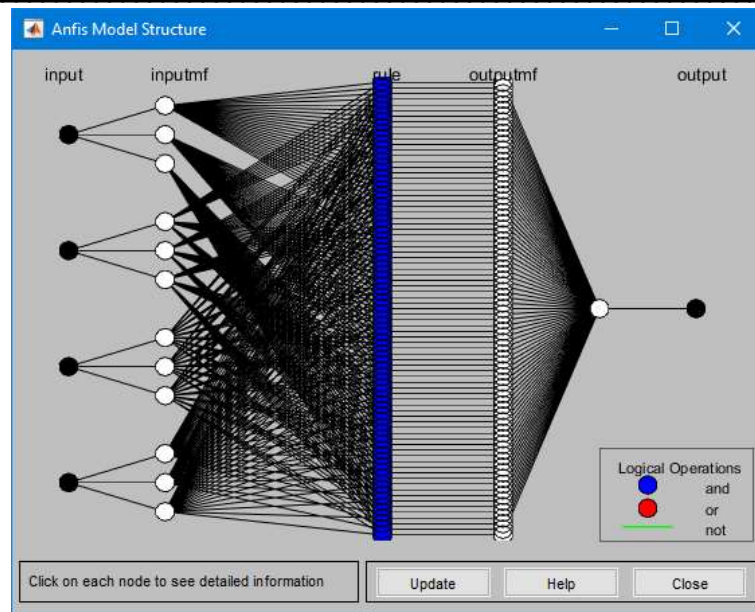 Anfis Model Structure
input inputmf rule outputmf output
Logical Operations
and
or
not
Click on each node to see detailed information
Update Help Close